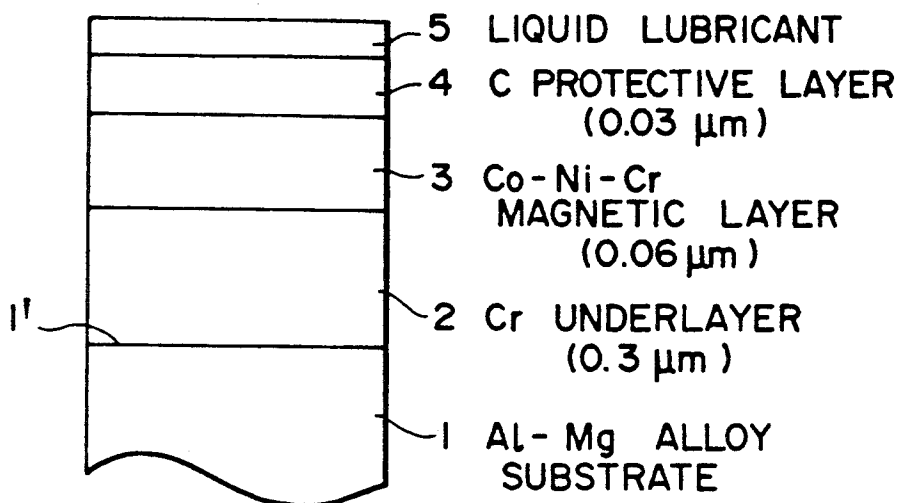 5 LIQUID LUBRICANT
4 C PROTECTIVE LAYER
(0.03 μm)
3 Co-Ni-Cr
MAGNETIC LAYER
(0.06 μm)
1'
2 Cr UNDERLAYER
(0.3 μm)
1 Al-Mg ALLOY
SUBSTRATE